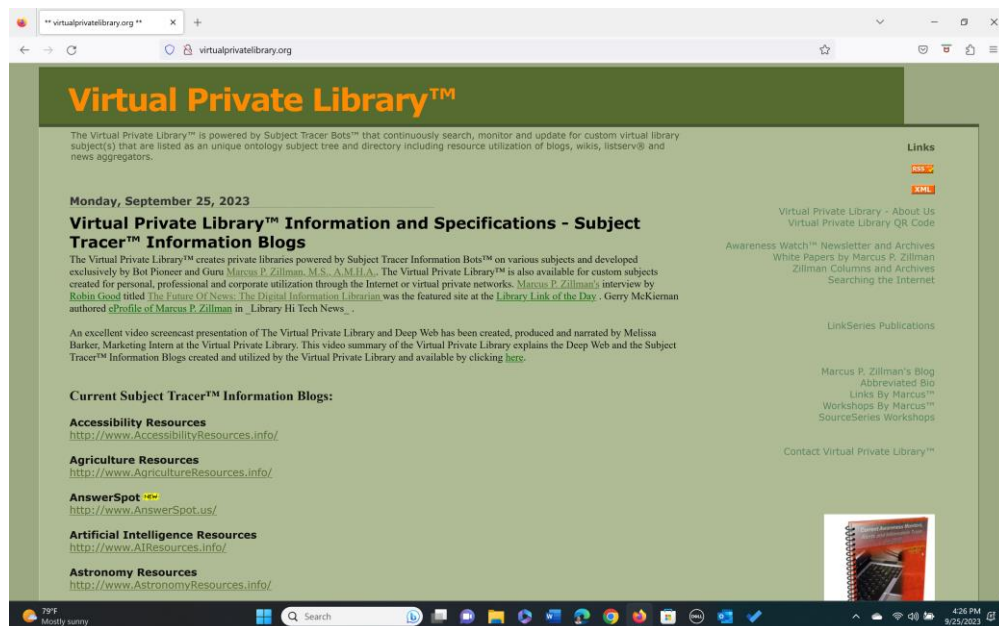 ** virtualprivatelibrary.org **
virtualprivatelibrary.org
Virtual Private Library™
The Virtual Private Library™ is powered by Subject Tracer Bots™ that continuously search, monitor and update for custom virtual library
subject(s) that are listed as an unique ontology subject tree and directory including resource utilization of blogs, wikis, listserv® and
news aggregators.
Monday, September 25, 2023
Virtual Private Library™ Information and Specifications - Subject
Tracer™ Information Blogs
The Virtual Private Library™ creates private libraries powered by Subject Tracer Information Bots™ on various subjects and developed
exclusively by Bot Pioneer and Guru Marcus P. Zillman, M.S., A.M.H.A.. The Virtual Private Library™ is also available for custom subjects
created for personal, professional and corporate utilization through the Internet or virtual private networks. Marcus P. Zillman's interview by
Robin Good titled The Future Of News: The Digital Information Librarian was the featured site at the Library Link of the Day . Gerry McKiernan
authored eProfile of Marcus P. Zillman in _Library Hi Tech News_ .
An excellent video screencast presentation of The Virtual Private Library and Deep Web has been created, produced and narrated by Melissa
Barker, Marketing Intern at the Virtual Private Library. This video summary of the Virtual Private Library explains the Deep Web and the Subject
Tracer™ Information Blogs created and utilized by the Virtual Private Library and available by clicking here.
Current Subject Tracer™ Information Blogs:
Accessibility Resources
http://www.AccessibilityResources.info/
Agriculture Resources
http://www.AgricultureResources.info/
AnswerSpot NEW
http://www.AnswerSpot.us/
Artificial Intelligence Resources
http://www.AIResources.info/
Astronomy Resources
http://www.AstronomyResources.info/
Links
RSS
XML
Virtual Private Library - About Us
Virtual Private Library QR Code
Awareness Watch™ Newsletter and Archives
White Papers by Marcus P. Zillman
Zillman Columns and Archives
Searching the Internet
LinkSeries Publications
Marcus P. Zillman's Blog
Abbreviated Bio
Links By Marcus™
Workshops By Marcus™
SourceSeries Workshops
Contact Virtual Private Library™
79°F
Mostly sunny
Search
4:26 PM
9/25/2023